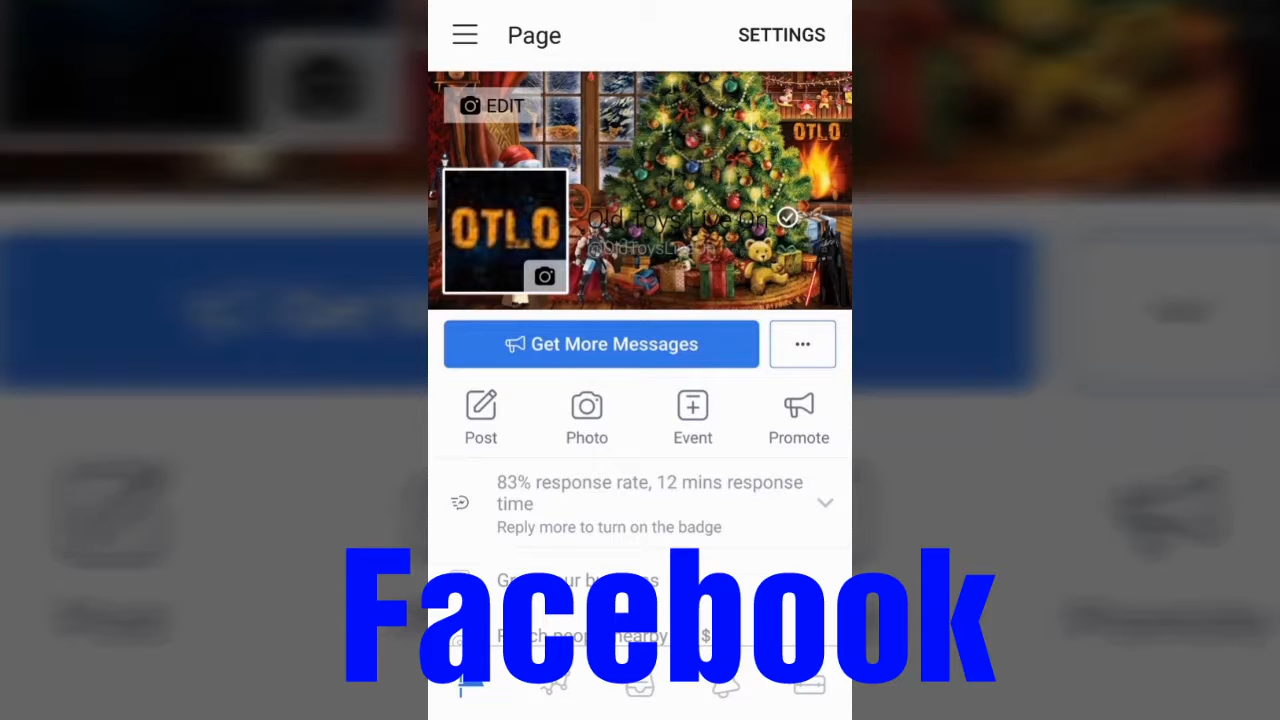 Page
SETTINGS
EDIT
OTLO
OTLO
Old Toys Live On
@OldToysLiveOn
Get More Messages
Post
Photo
Event
Promote
83% response rate, 12 mins response
time
Reply more to turn on the badge
Facebook